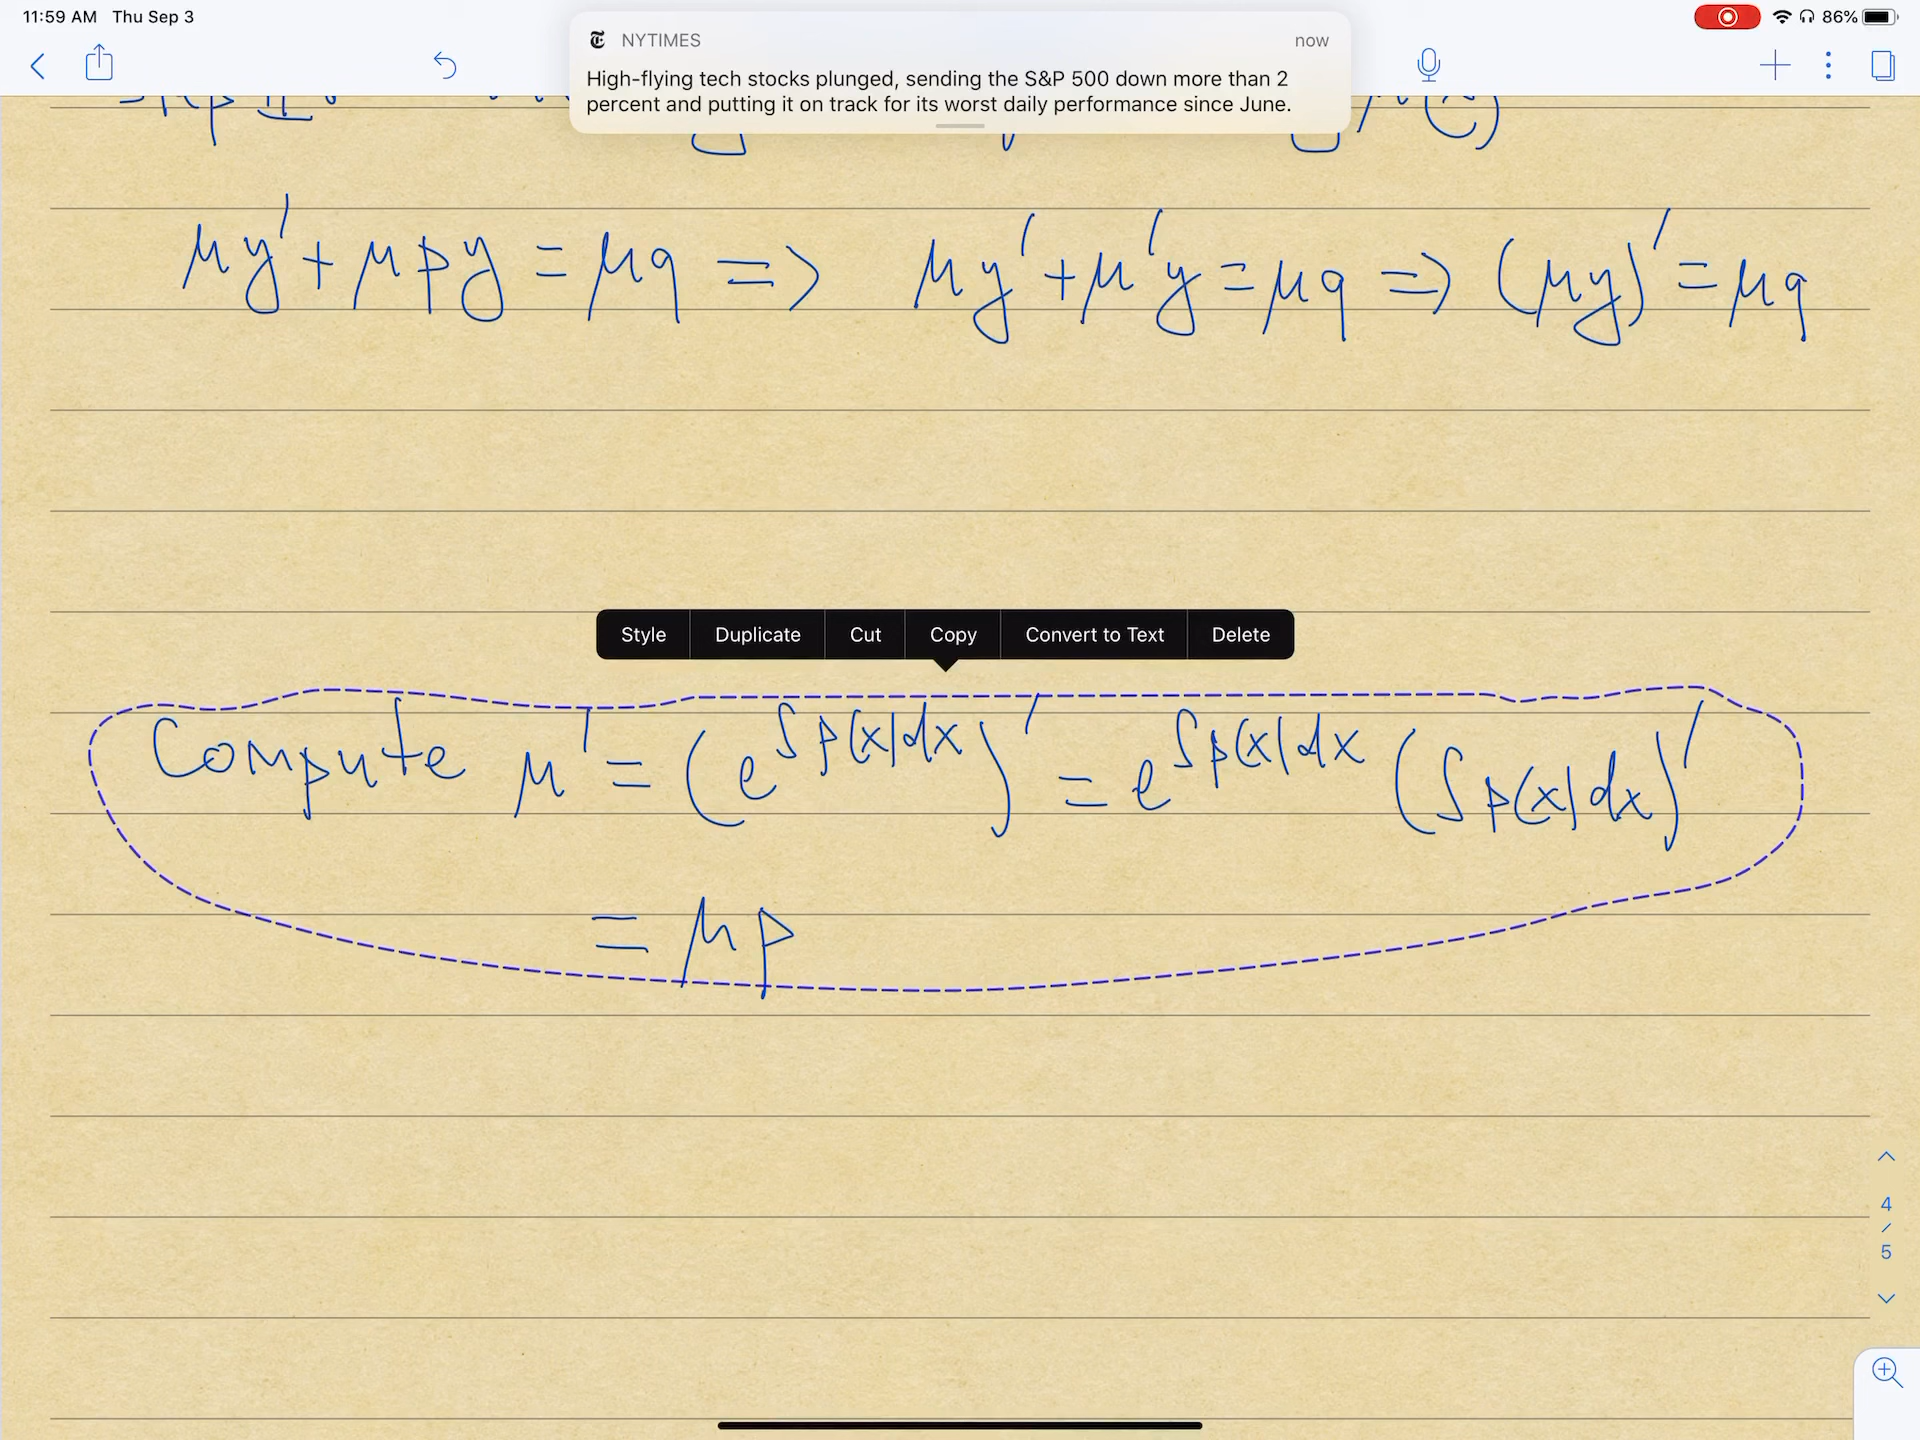 11:59 AM Thu Sep 3
86%
NYTIMES now
High-flying tech stocks plunged, sending the S&P 500 down more than 2
percent and putting it on track for its worst daily performance since June.
μy' + μpy = μq => μy' + μ'y = μq => (μy)' = μq
Style Duplicate Cut Copy Convert to Text Delete
Compute μ' = (e^∫p(x)dx)' = e^∫p(x)dx (∫p(x)dx)'
= μp
4
/
5